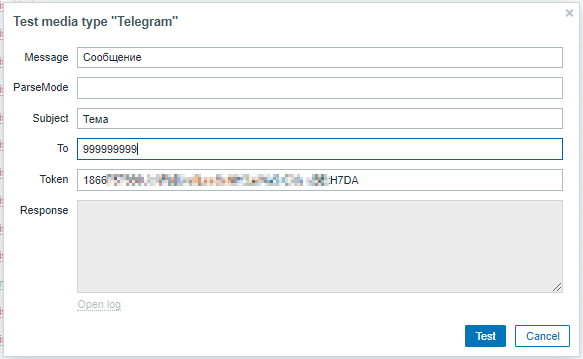 Test media type "Telegram"
Message Сообщение
ParseMode
Subject Тема
To 999999999
Token 1866 H7DA
Response
Open log
Test Cancel